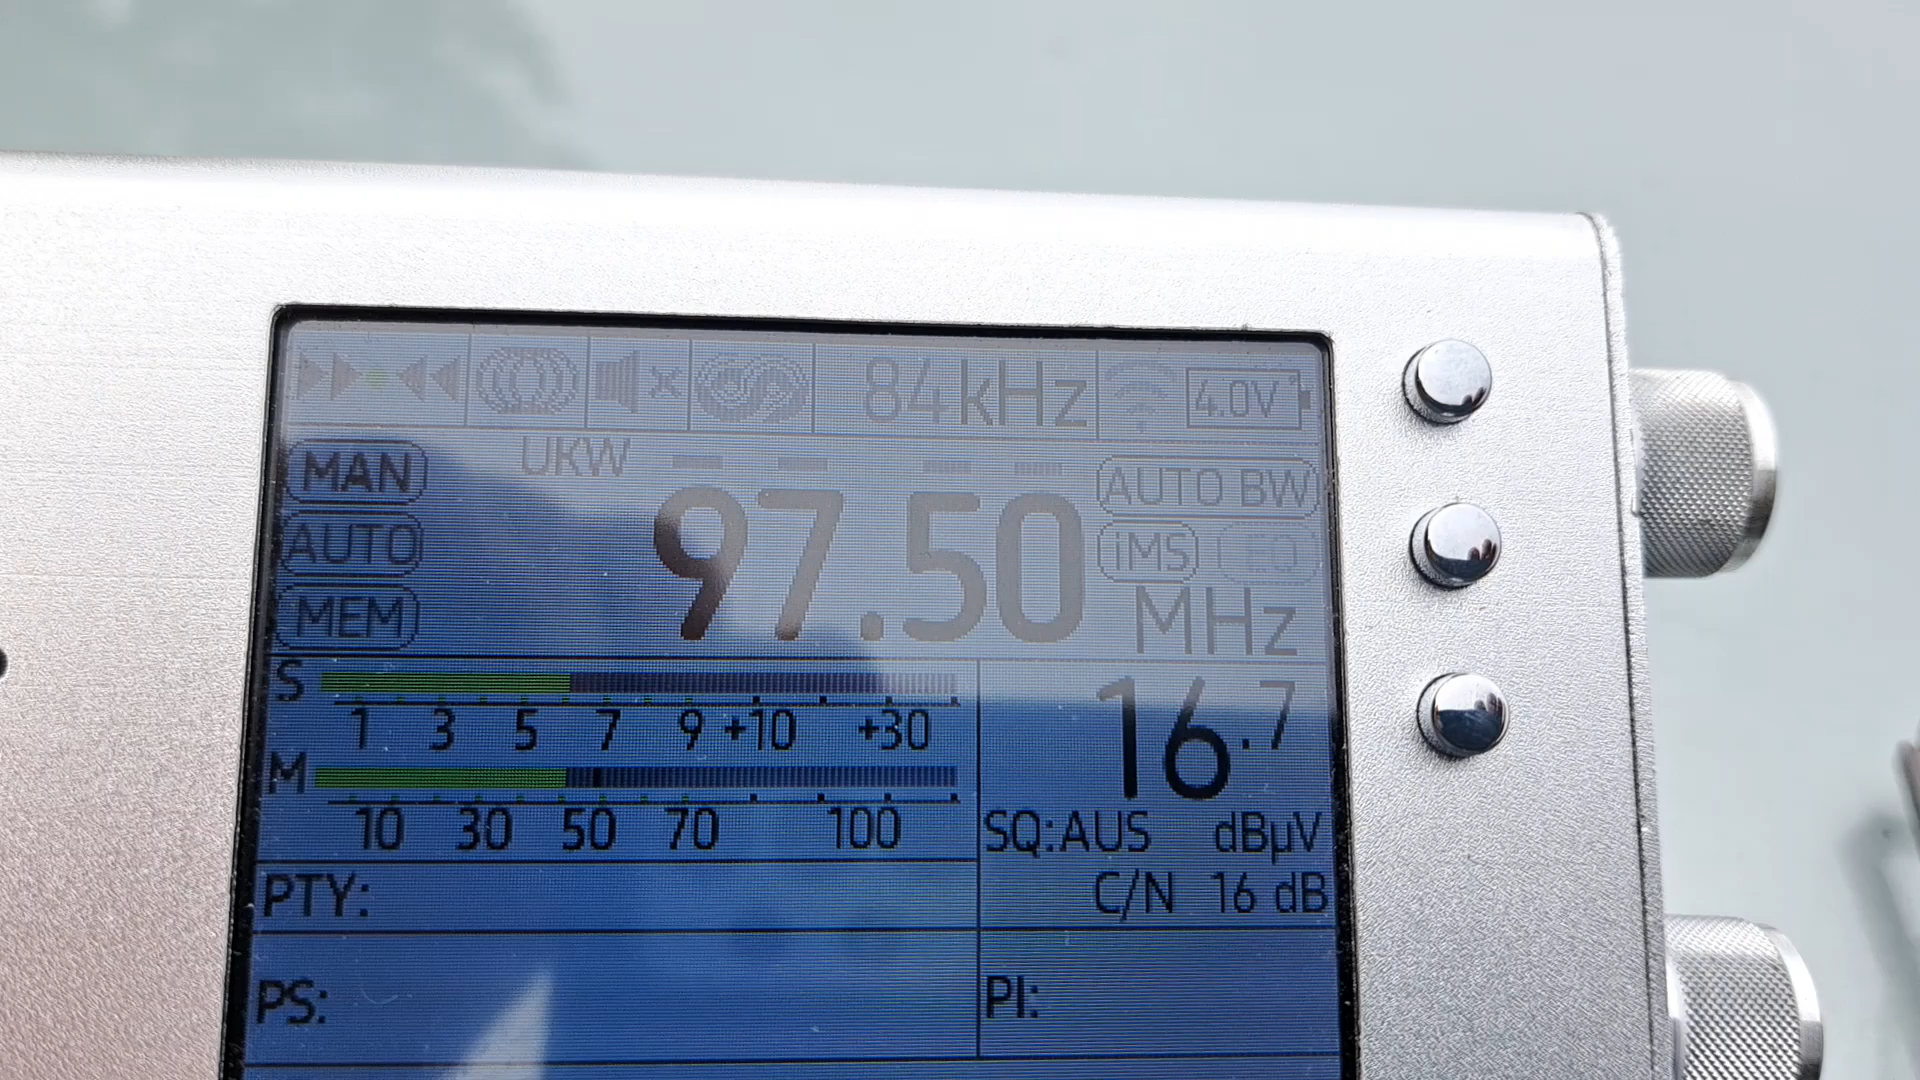 84kHz 4.0V
UKW
MAN AUTO BW
97.50
AUTO iMS EQ
MEM MHz
S
1 3 5 7 9 +10 +30
16.7
M
10 30 50 70 100
SQ:AUS dBµV
PTY: C/N 16 dB
PS: PI: